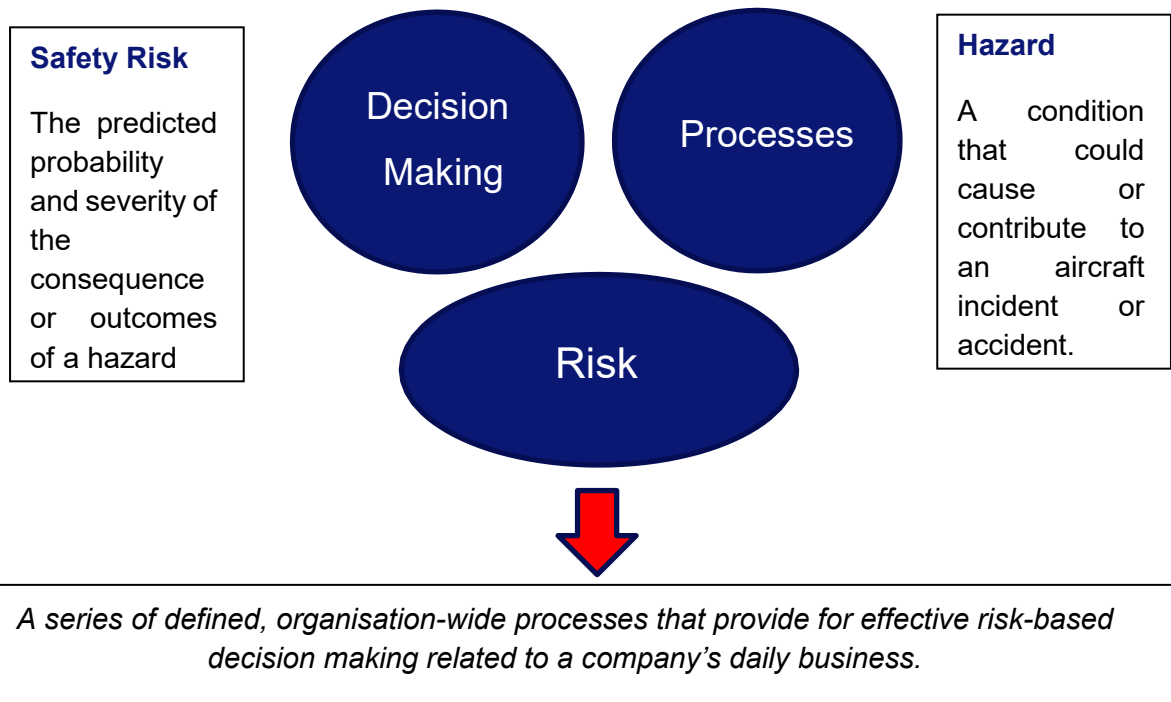 Safety Risk
The predicted
probability
and severity of
the
consequence
or outcomes
of a hazard
Decision
Making
Processes
Risk
Hazard
A condition
that could
cause or
contribute to
an aircraft
incident or
accident.
A series of defined, organisation-wide processes that provide for effective risk-based
decision making related to a company’s daily business.